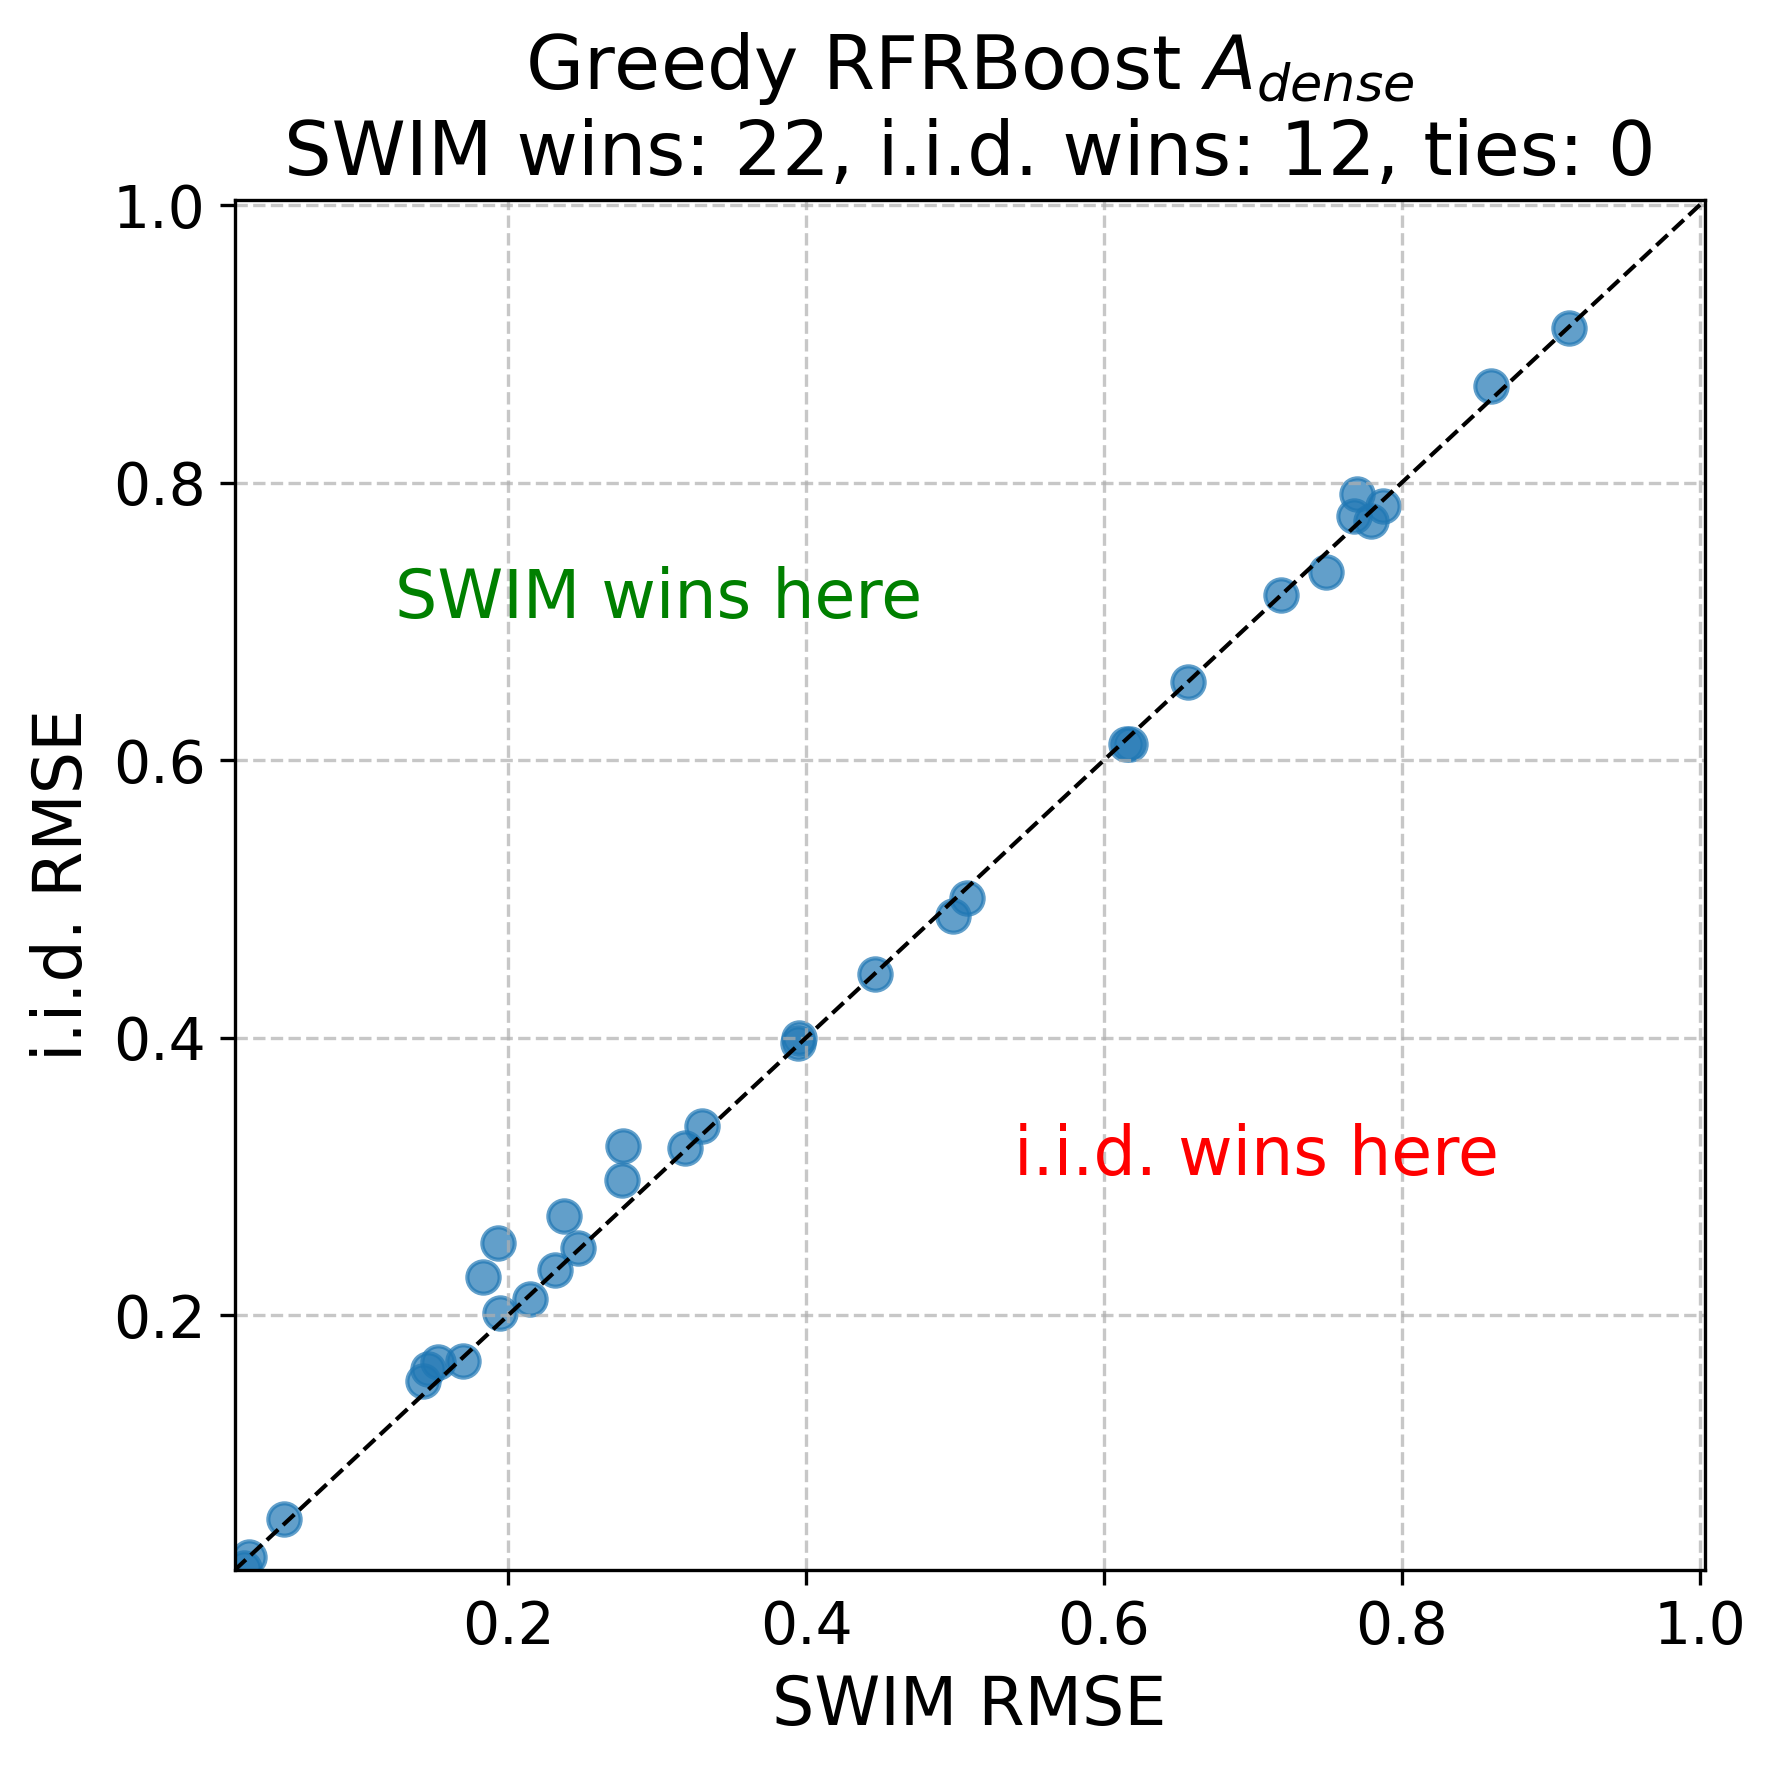 Greedy RFRBoost A_dense
SWIM wins: 22, i.i.d. wins: 12, ties: 0
1.0
0.8
0.6
0.4
0.2
i.i.d. RMSE
SWIM wins here
i.i.d. wins here
0.2 0.4 0.6 0.8 1.0
SWIM RMSE